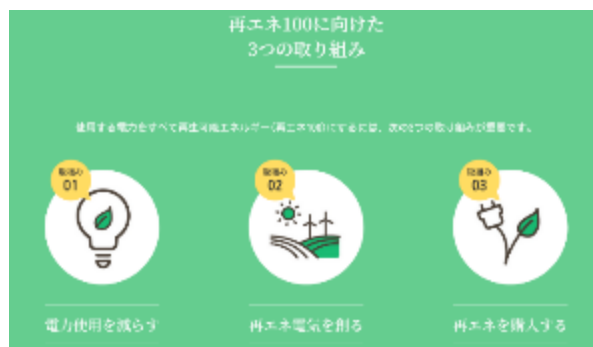 再エネ100に向けた
3つの取り組み
使用する電力をすべて再生可能エネルギー(再エネ100)にするには、次の3つの取り組みが重要です。
取組み
01
取組み
02
取組み
03
電力使用を減らす
再エネ電気を創る
再エネを購入する